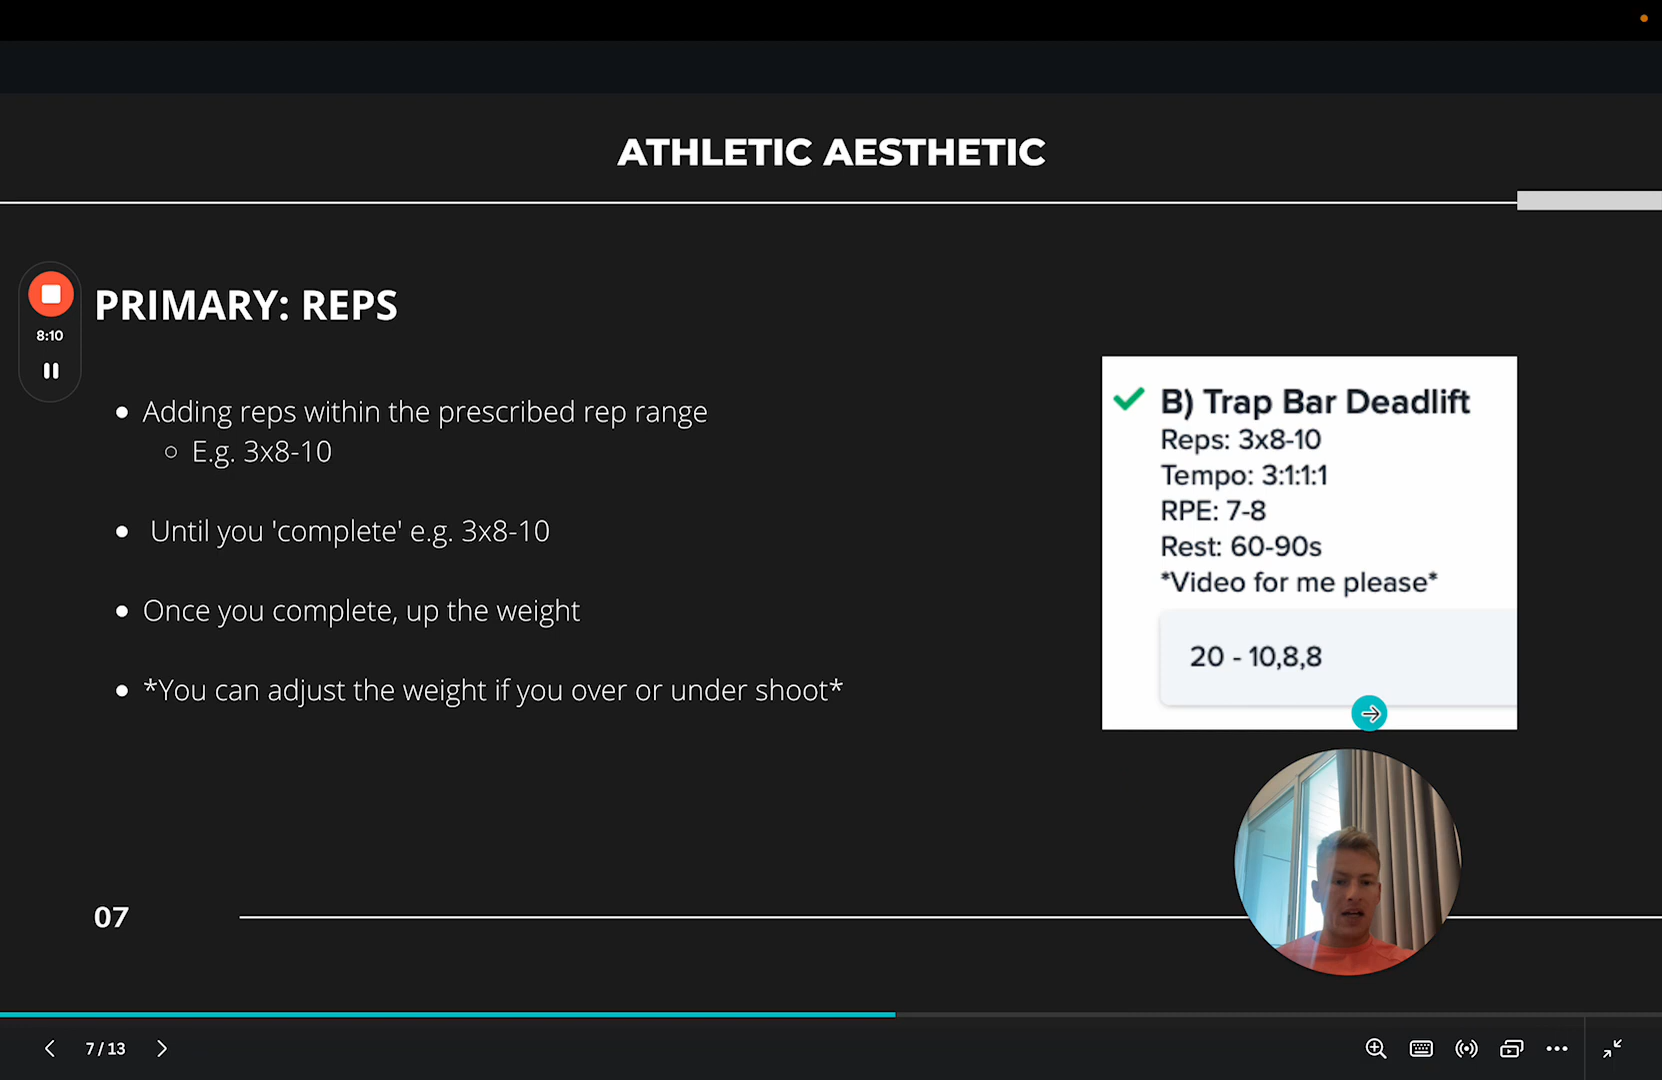 ATHLETIC AESTHETIC
8:10
PRIMARY: REPS
Adding reps within the prescribed rep range
E.g. 3x8-10
Until you 'complete' e.g. 3x8-10
Once you complete, up the weight
*You can adjust the weight if you over or under shoot*
B) Trap Bar Deadlift
Reps: 3x8-10
Tempo: 3:1:1:1
RPE: 7-8
Rest: 60-90s
*Video for me please*
20 - 10,8,8
07
7 / 13